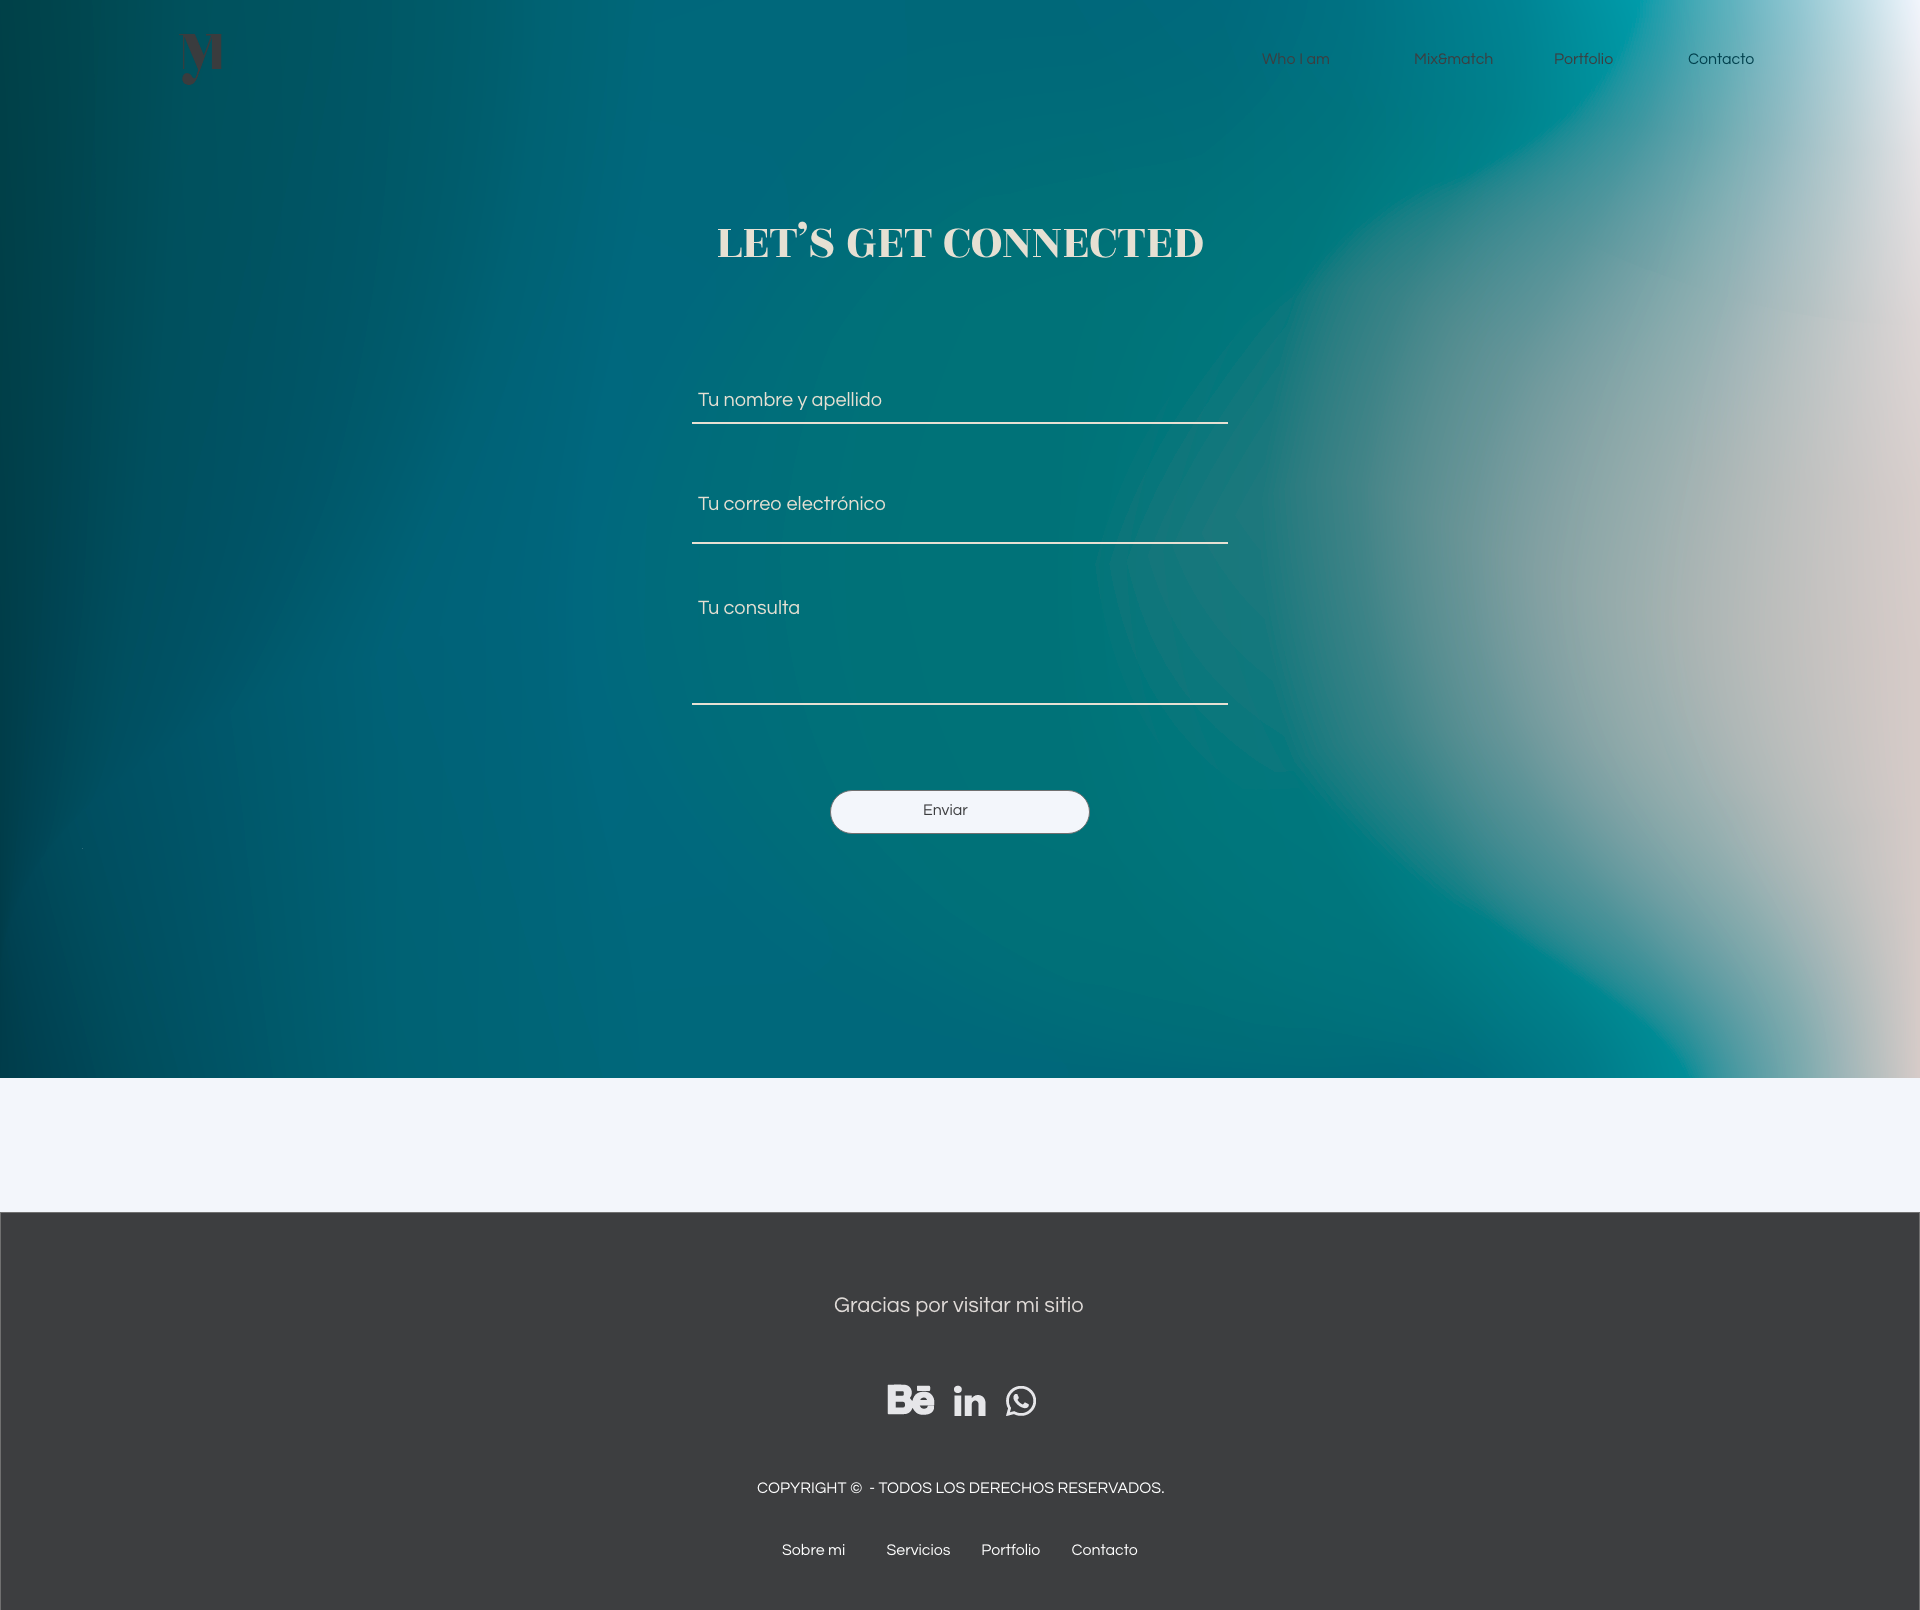 yl
Who I am Mix&match Portfolio Contacto
LET’S GET CONNECTED
Tu nombre y apellido
Tu correo electrónico
Tu consulta
Enviar
Gracias por visitar mi sitio
Bē in
COPYRIGHT © - TODOS LOS DERECHOS RESERVADOS.
Sobre mi Servicios Portfolio Contacto